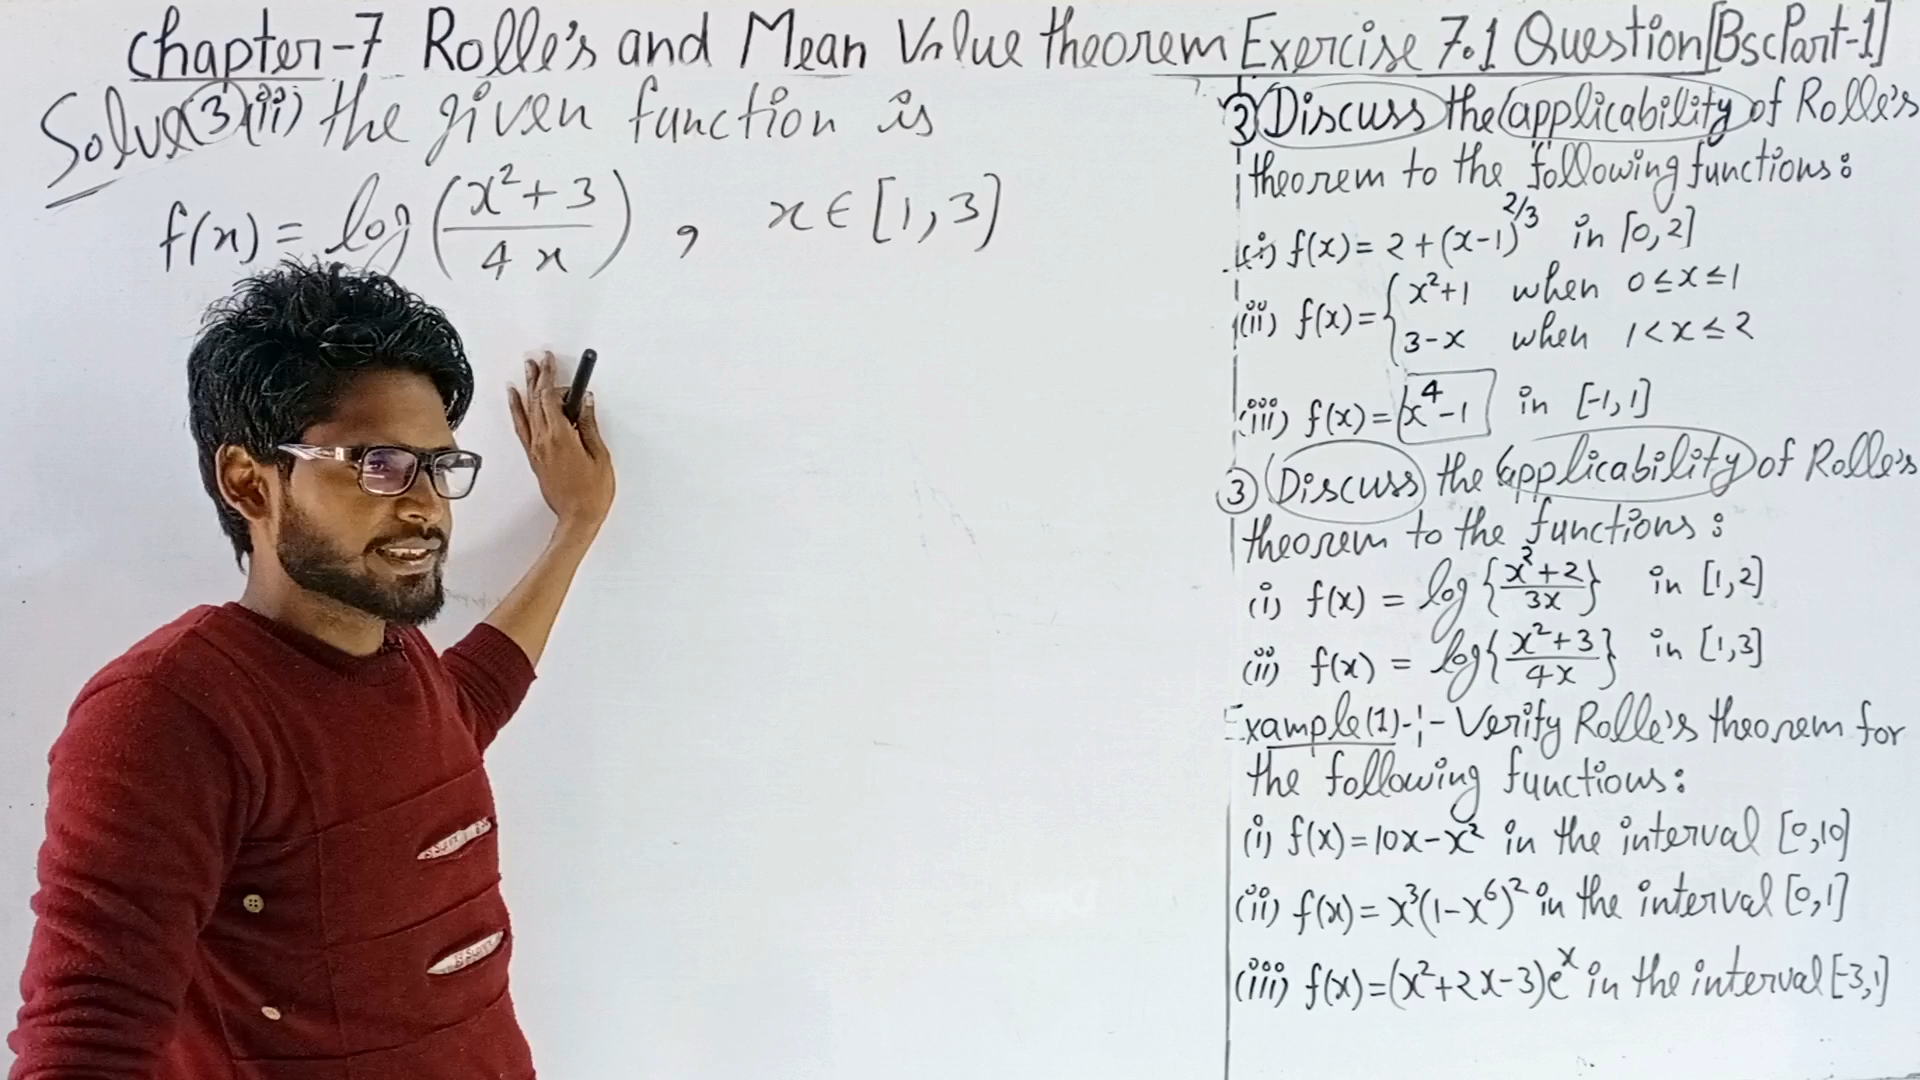 Chapter-7 Rolle's and Mean Value theorem Exercise 7.1 Question [Bsc Part-1]
Solve (3)(ii) the given function is
f(x) = log (x²+3 / 4x) , x ∈ [1, 3]
3) Discuss the applicability of Rolle's
theorem to the following functions:
(i) f(x) = 2 + (x-1)^2/3 in [0, 2]
(ii) f(x) = { x²+1 when 0 ≤ x ≤ 1
3-x when 1 < x ≤ 2
(iii) f(x) = x⁴-1 in [-1, 1]
③ Discuss the applicability of Rolle's
theorem to the functions:
(i) f(x) = log {x²+2 / 3x} in [1, 2]
(ii) f(x) = log {x²+3 / 4x} in [1, 3]
Example(1)-:- Verify Rolle's theorem for
the following functions:
(i) f(x) = 10x-x² in the interval [0, 10]
(ii) f(x) = x³(1-x⁶)² in the interval [0, 1]
(iii) f(x) = (x²+2x-3)eˣ in the interval [-3, 1]